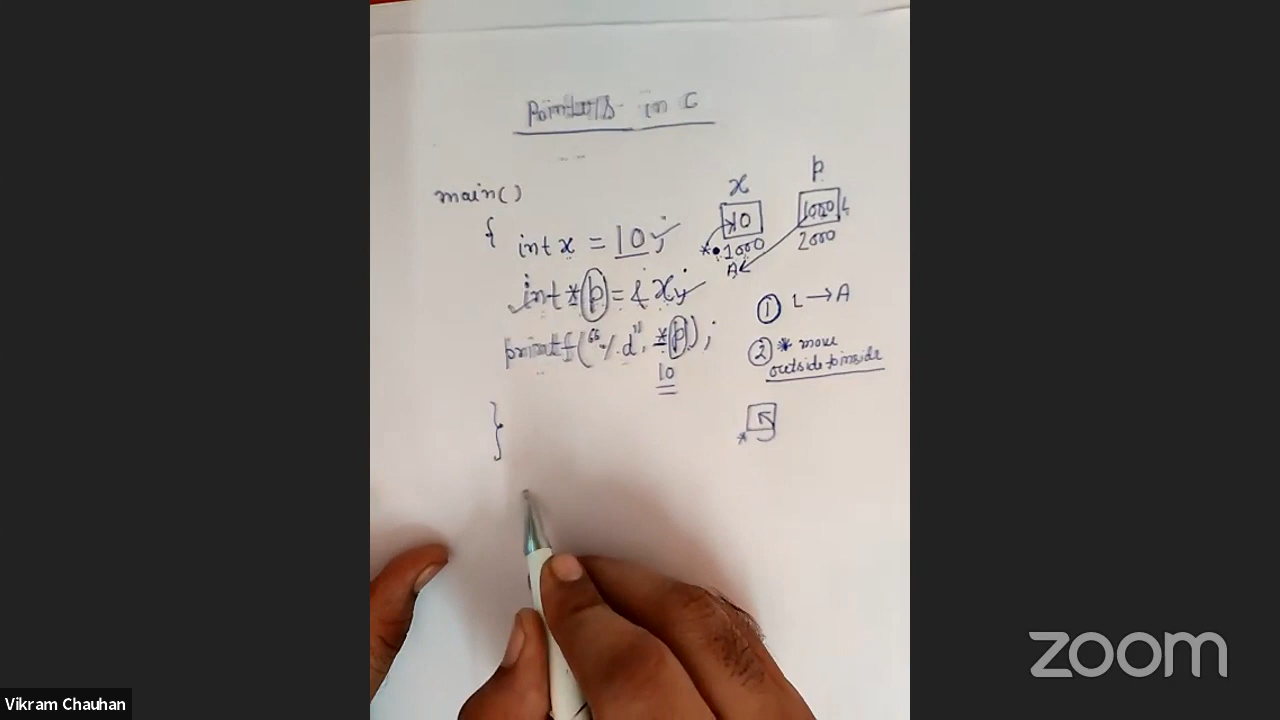 Pointers in C
main()
x
p
{
int x = 10;
10
1000
1000 L
2000
*
A
int *p = &x;
① L → A
printf("%d", *p);
10
② * move
outside to inside
}
*
Vikram Chauhan
zoom